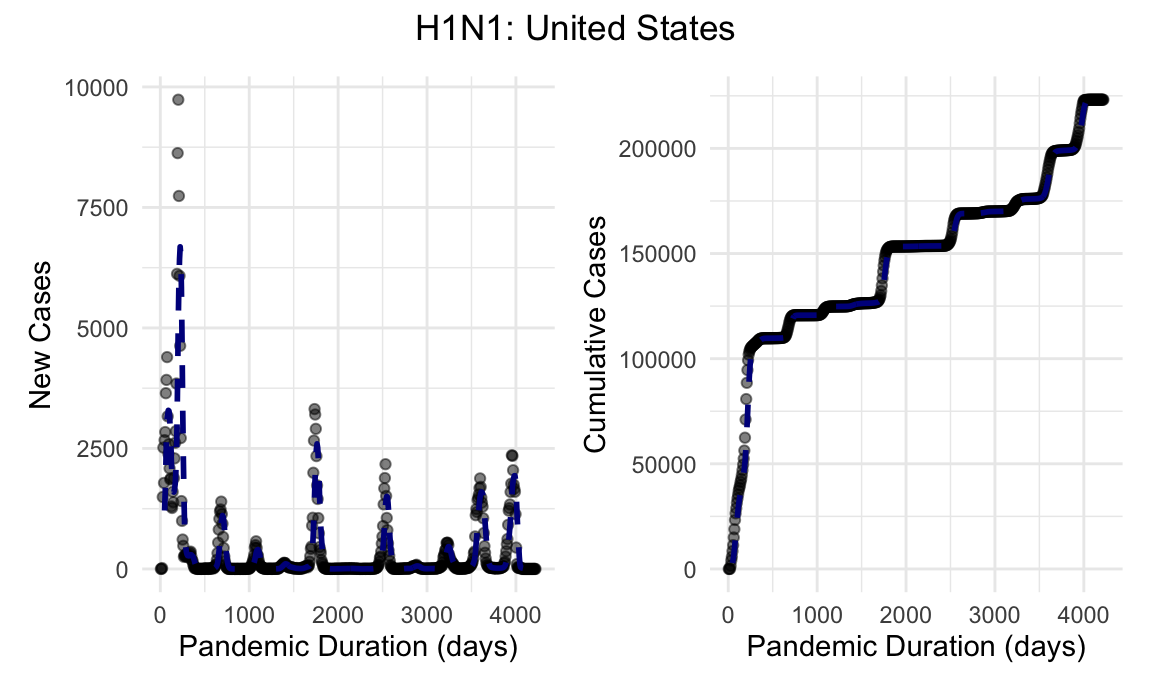 H1N1: United States
New Cases
10000
7500
5000
2500
0
0 1000 2000 3000 4000
Pandemic Duration (days)
Cumulative Cases
200000
150000
100000
50000
0
0 1000 2000 3000 4000
Pandemic Duration (days)